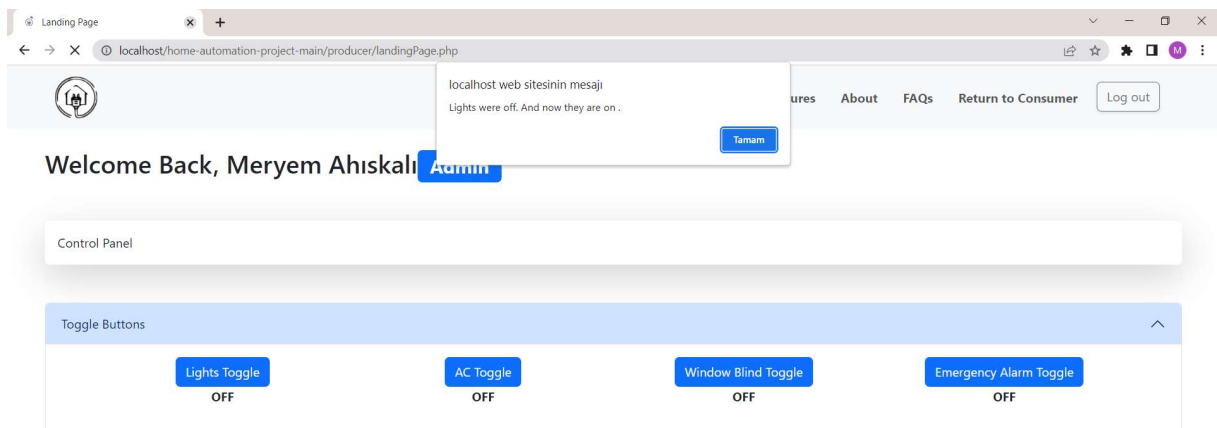 Landing Page
localhost/home-automation-project-main/producer/landingPage.php
M
localhost web sitesinin mesajı
Lights were off. And now they are on .
Tamam
ures About FAQs Return to Consumer Log out
Welcome Back, Meryem Ahıskalı Admin
Control Panel
Toggle Buttons
Lights Toggle AC Toggle Window Blind Toggle Emergency Alarm Toggle
OFF OFF OFF OFF